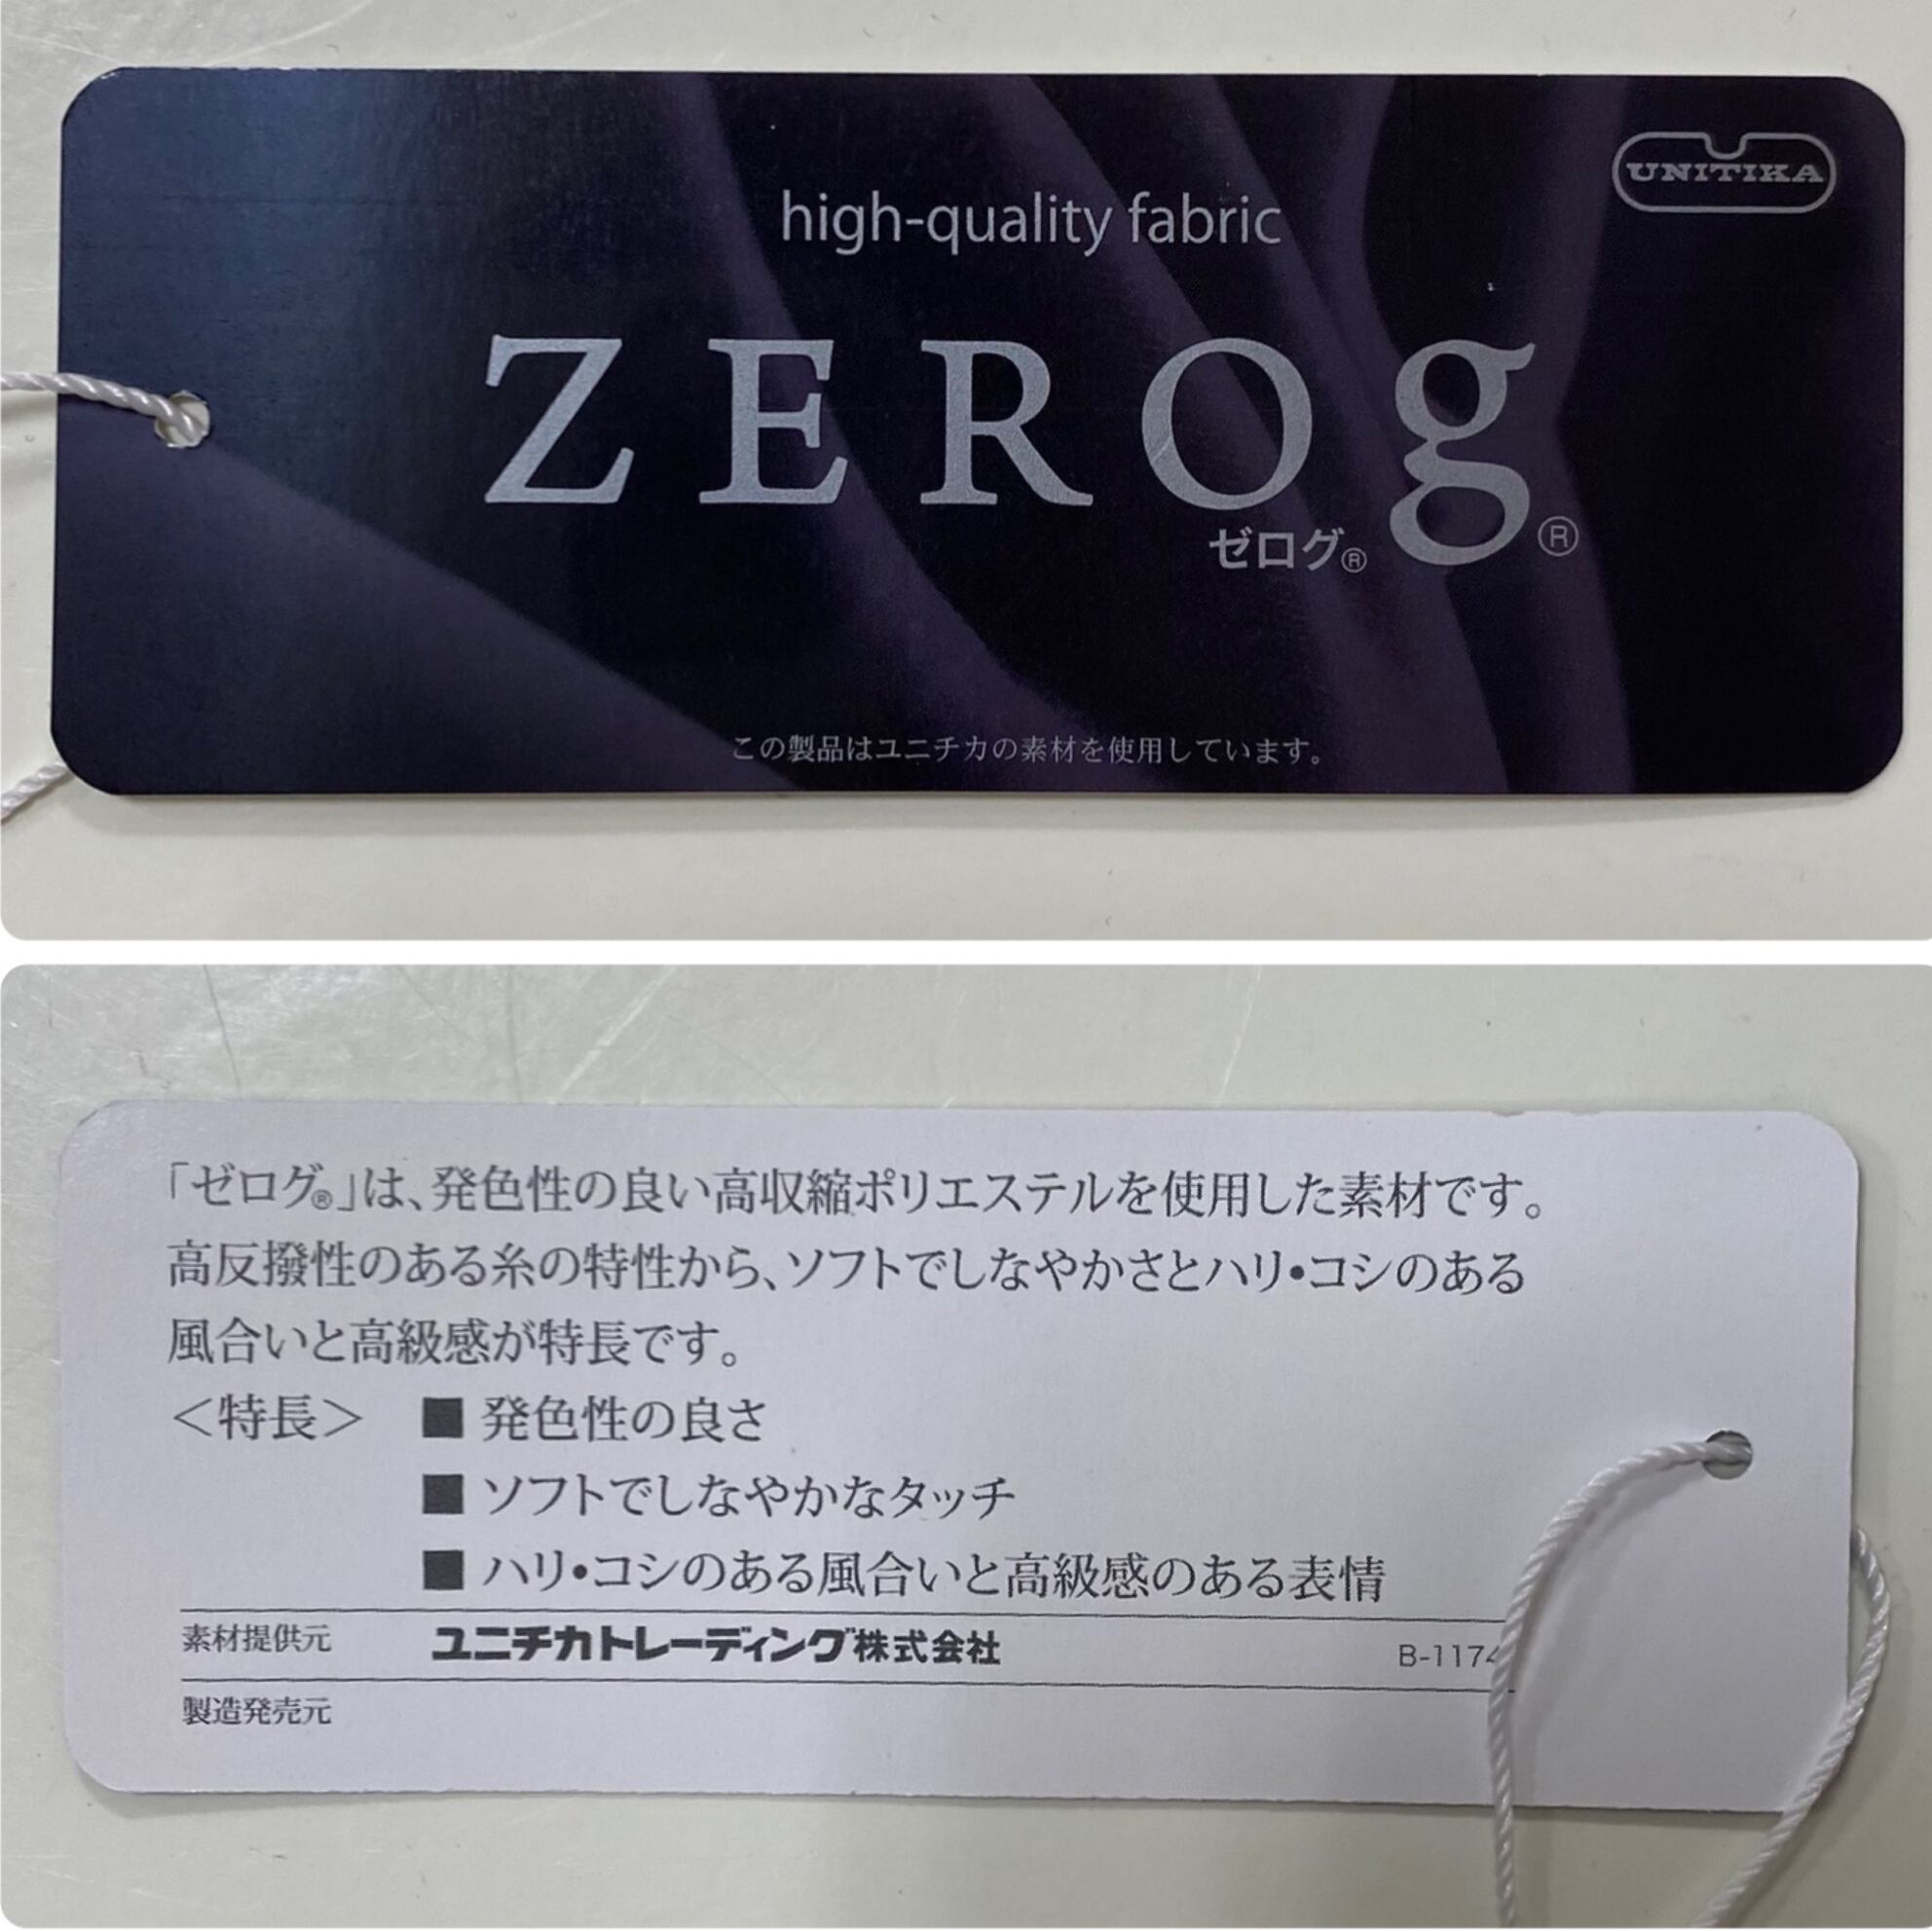 UNITIKA
high-quality fabric
ZEROg®
ゼログ®
この製品はユニチカの素材を使用しています。
「ゼログ®」は、発色性の良い高収縮ポリエステルを使用した素材です。
高反撥性のある糸の特性から、ソフトでしなやかさとハリ•コシのある
風合いと高級感が特長です。
＜特長＞ ■ 発色性の良さ
■ ソフトでしなやかなタッチ
■ ハリ•コシのある風合いと高級感のある表情
素材提供元 ユニチカトレーディング株式会社 B-1174
製造発売元